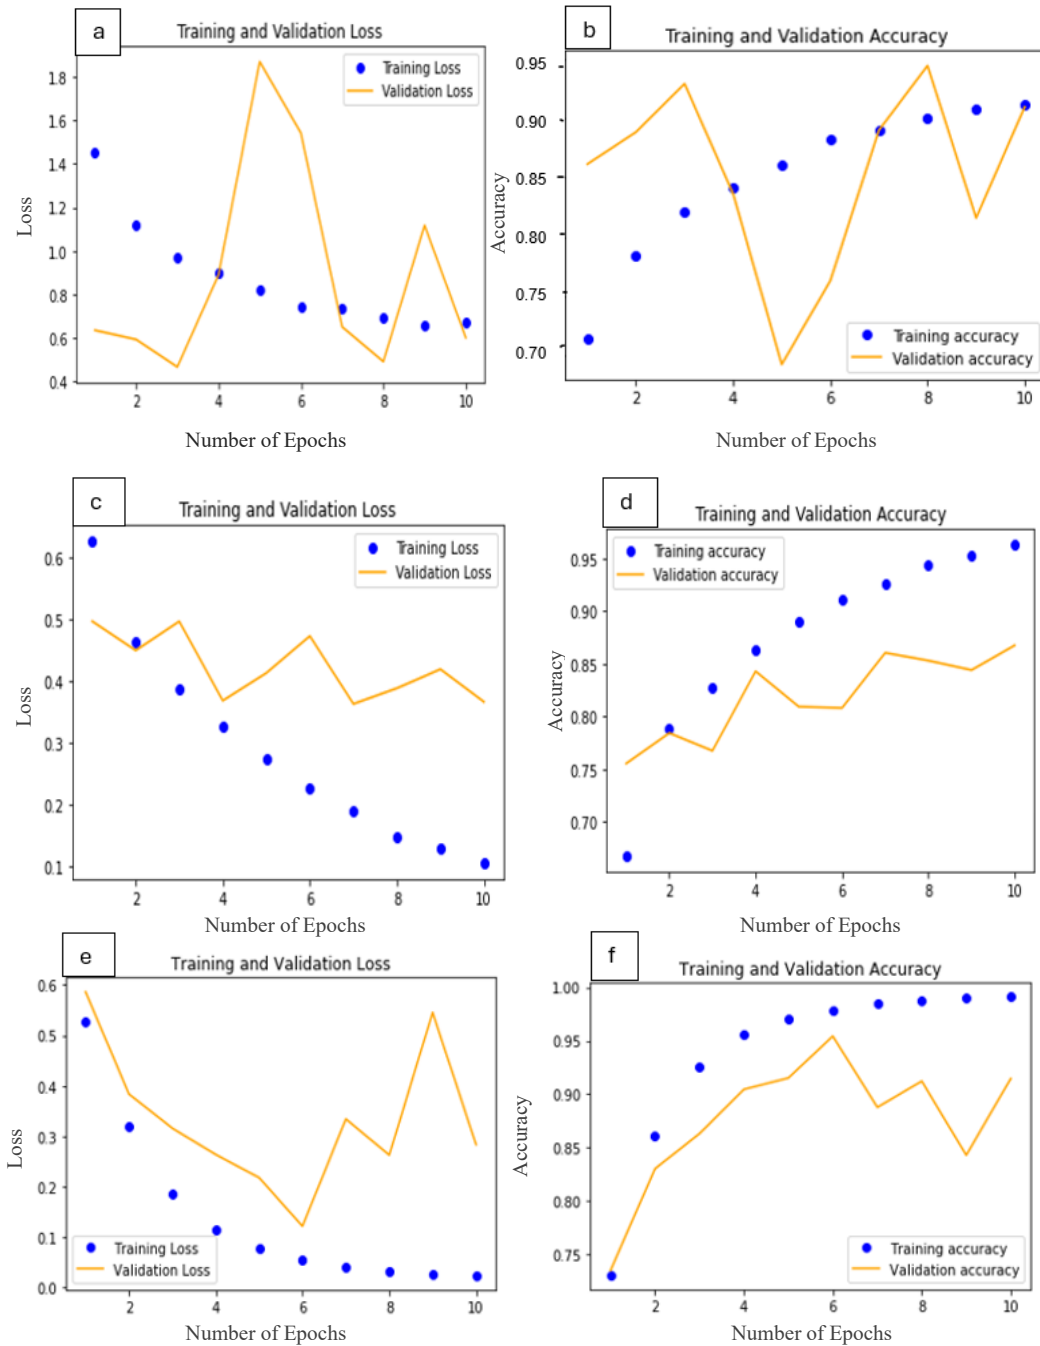 a
Training and Validation Loss
Training Loss
Validation Loss
1.8
1.6
1.4
1.2
1.0
0.8
0.6
0.4
Loss
2
4
6
8
10
Number of Epochs
b
Training and Validation Accuracy
0.95
0.90
0.85
0.80
0.75
0.70
Accuracy
Training accuracy
Validation accuracy
2
4
6
8
10
Number of Epochs
c
Training and Validation Loss
Training Loss
Validation Loss
0.6
0.5
0.4
0.3
0.2
0.1
Loss
2
4
6
8
10
Number of Epochs
d
Training and Validation Accuracy
Training accuracy
Validation accuracy
0.95
0.90
0.85
0.80
0.75
0.70
Accuracy
2
4
6
8
10
Number of Epochs
e
Training and Validation Loss
0.6
0.5
0.4
0.3
0.2
0.1
0.0
Loss
Training Loss
Validation Loss
2
4
6
8
10
Number of Epochs
f
Training and Validation Accuracy
1.00
0.95
0.90
0.85
0.80
0.75
Accuracy
Training accuracy
Validation accuracy
2
4
6
8
10
Number of Epochs